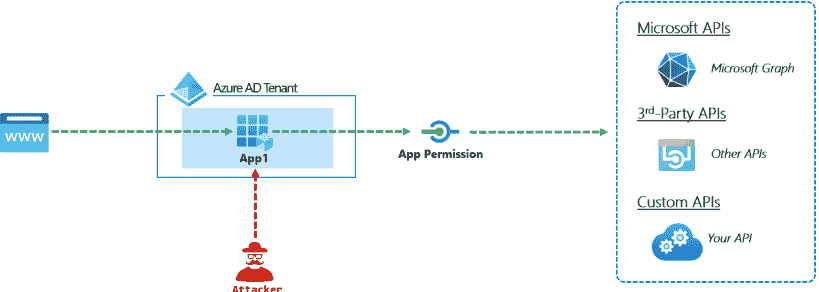 Microsoft APIs
Microsoft Graph
Azure AD Tenant
3rd-Party APIs
www
App1
App Permission
Other APIs
Custom APIs
Your API
Attacker